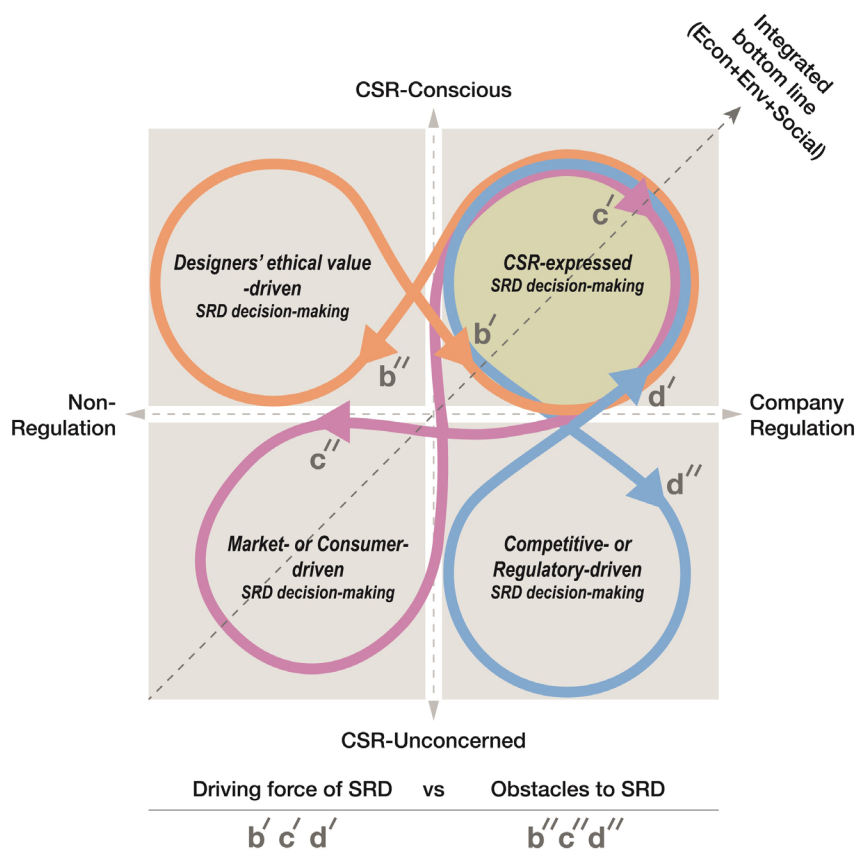 Integrated
bottom line
(Econ+Env+Social)
CSR-Conscious
Designers' ethical value
-driven
SRD decision-making
CSR-expressed
SRD decision-making
c′
b′
b″
d′
Non-
Regulation
Company
Regulation
c″
d″
Market- or Consumer-
driven
SRD decision-making
Competitive- or
Regulatory-driven
SRD decision-making
CSR-Unconcerned
Driving force of SRD vs Obstacles to SRD
b′ c′ d′ b″c″d″